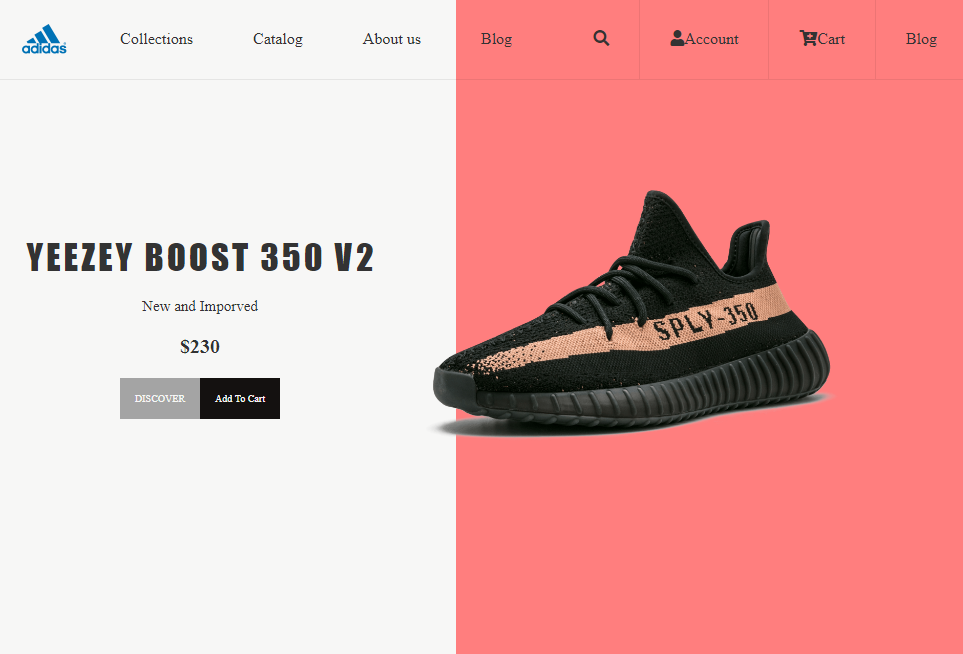 adidas Collections Catalog About us Blog Account Cart Blog
YEEZEY BOOST 350 V2
New and Imporved
$230
DISCOVER Add To Cart
SPLY-350